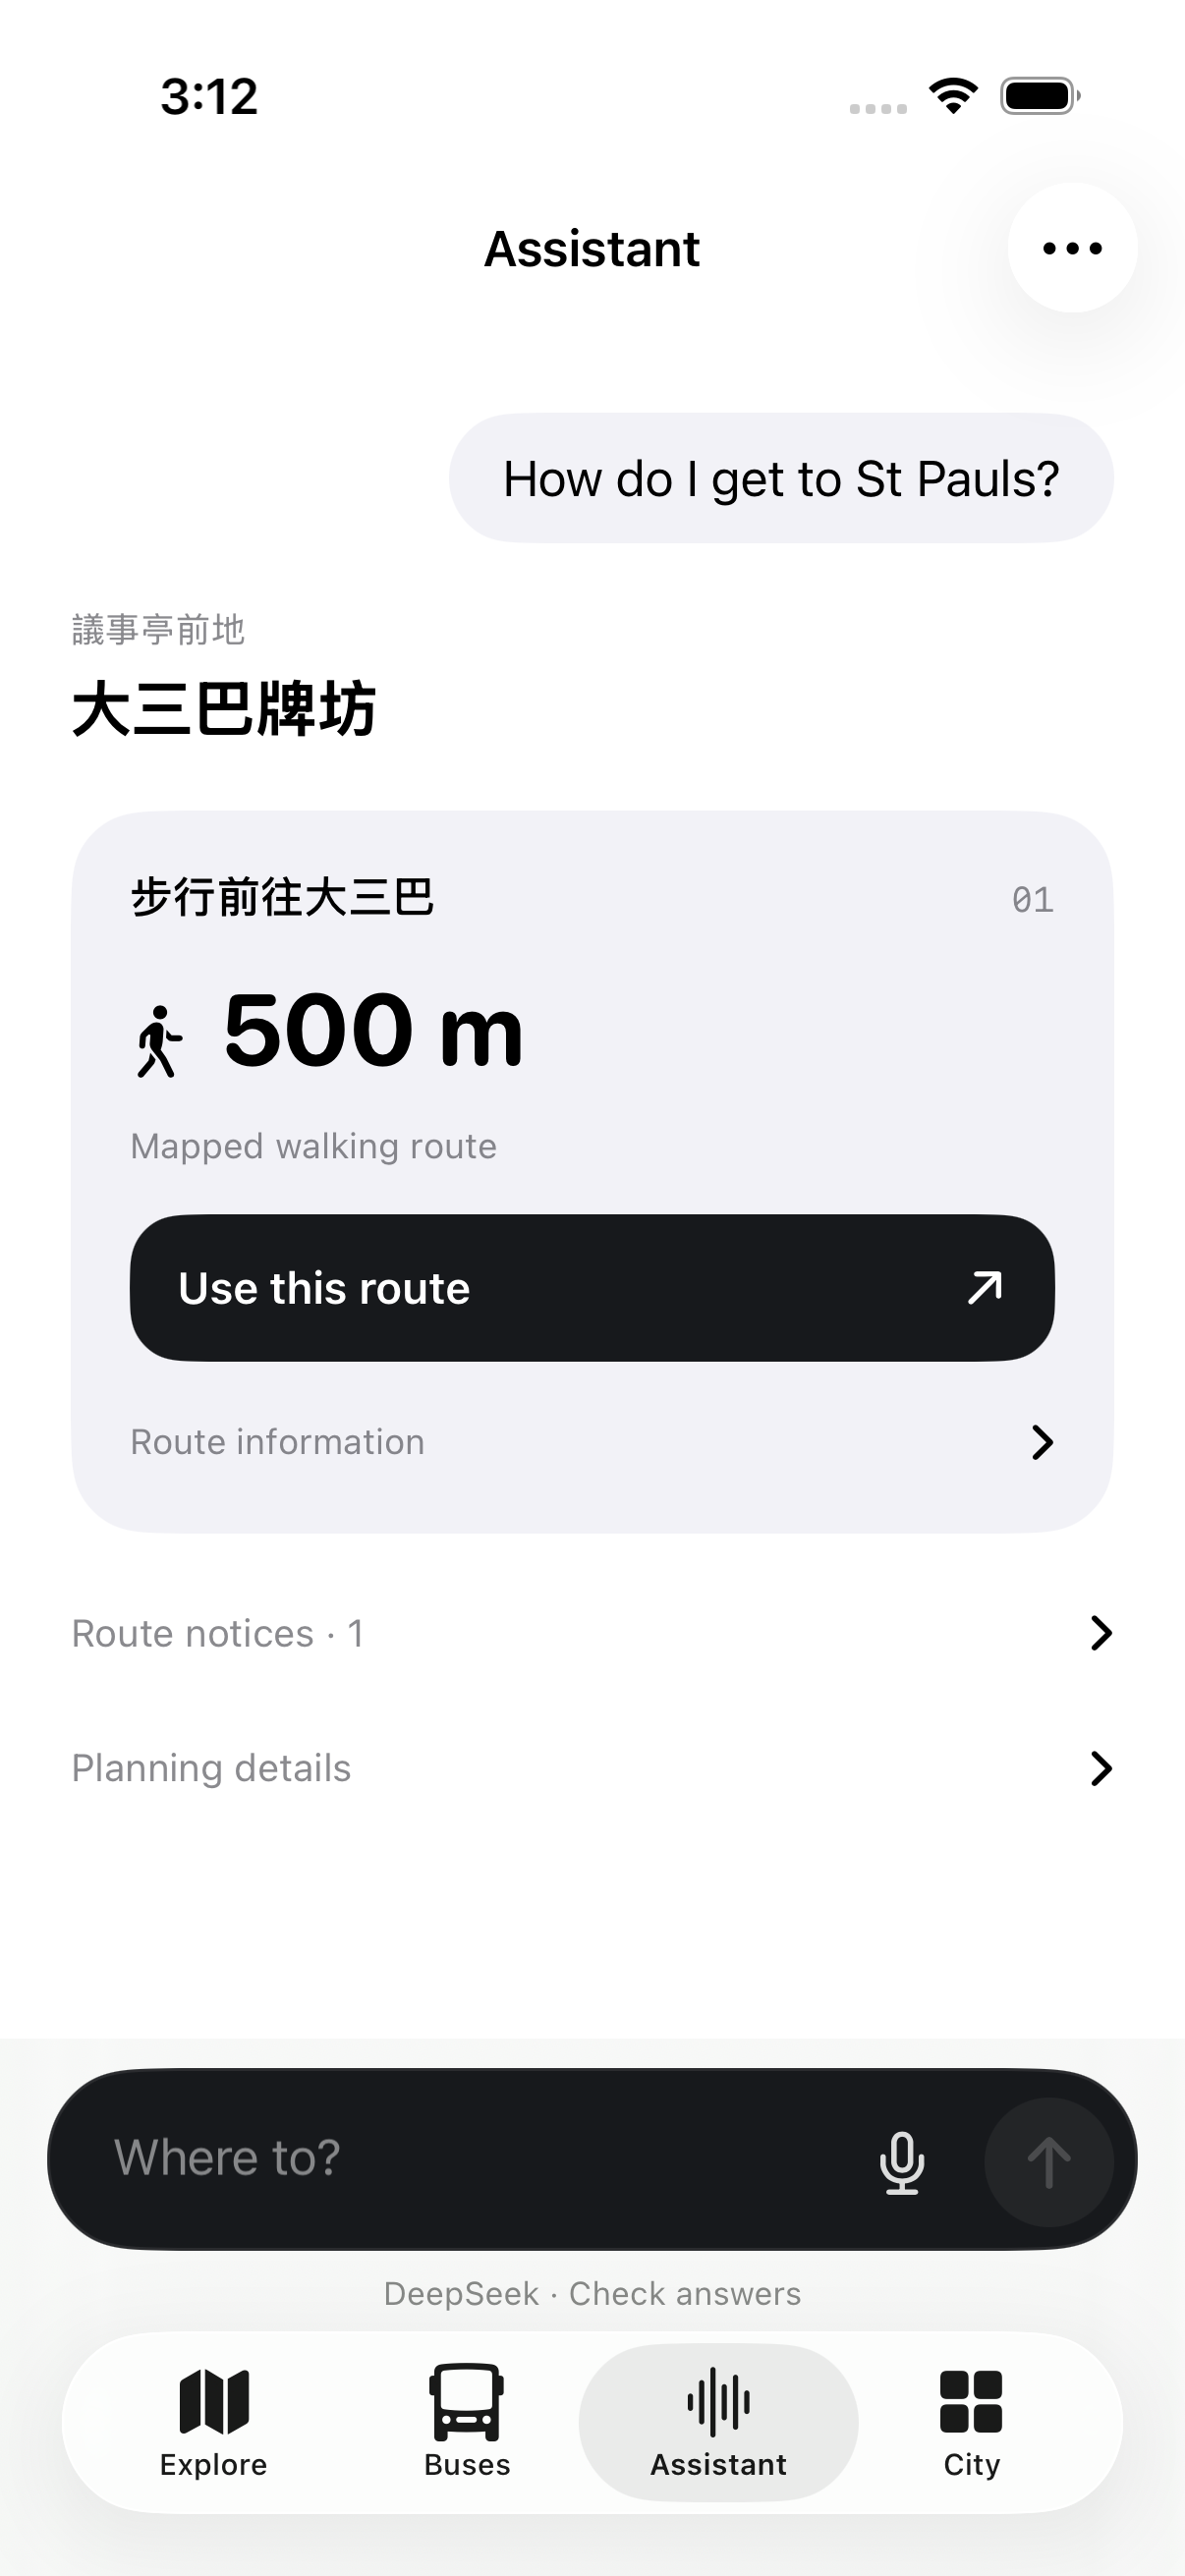 3:12
Assistant
How do I get to St Pauls?
議事亭前地
大三巴牌坊
步行前往大三巴
01
500 m
Mapped walking route
Use this route
Route information
Route notices · 1
Planning details
Where to?
DeepSeek · Check answers
Explore
Buses
Assistant
City